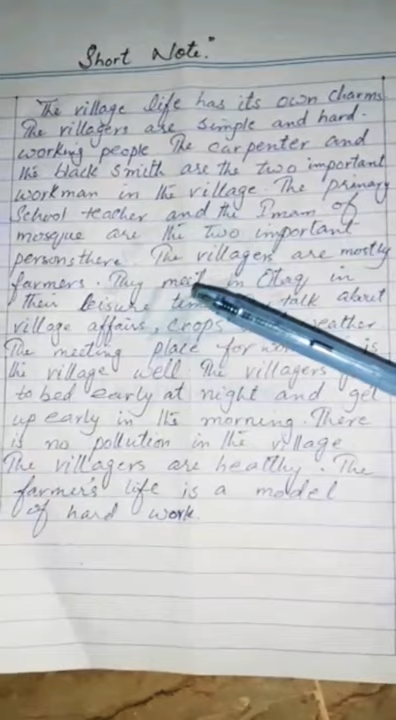 Short Note"
The village life has its own charms
The villagers are simple and hard-
working people The carpenter and
the black smith are the two important
workman in the village. The primary
School teacher and the Imam of
mosque are the two important
persons there. The villagers are mostly
farmers. They in in
their leisure talk about
village affairs, crops
The meeting place for is
the village well The villagers
to bed early at night and get
up early in the morning. There
is no pollution in the village
The villagers are healthy. The
farmer's life is a model
of hard work.